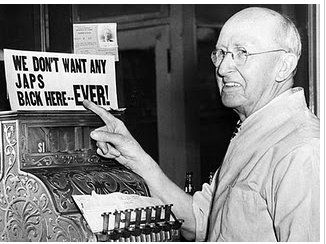 WE DON'T WANT ANY
JAPS
BACK HERE--EVER!
$1